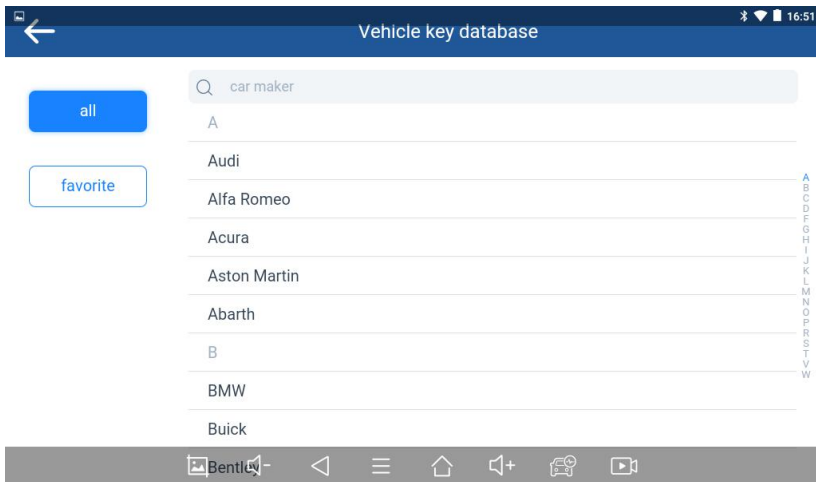 16:51
Vehicle key database
all
favorite
car maker
A
Audi
Alfa Romeo
Acura
Aston Martin
Abarth
B
BMW
Buick
Bentley
A
B
C
D
F
G
H
I
J
K
L
M
N
O
P
R
S
T
V
W